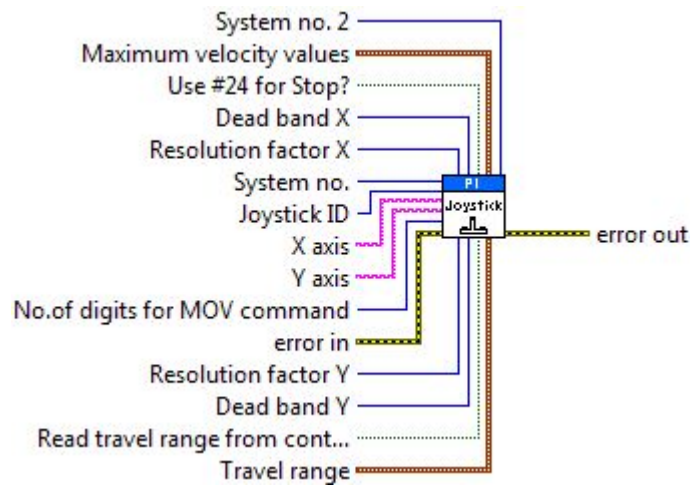 System no. 2
Maximum velocity values
Use #24 for Stop?
Dead band X
Resolution factor X
System no.
Joystick ID
X axis
Y axis
No.of digits for MOV command
error in
Resolution factor Y
Dead band Y
Read travel range from cont...
Travel range
PI
Joystick
error out